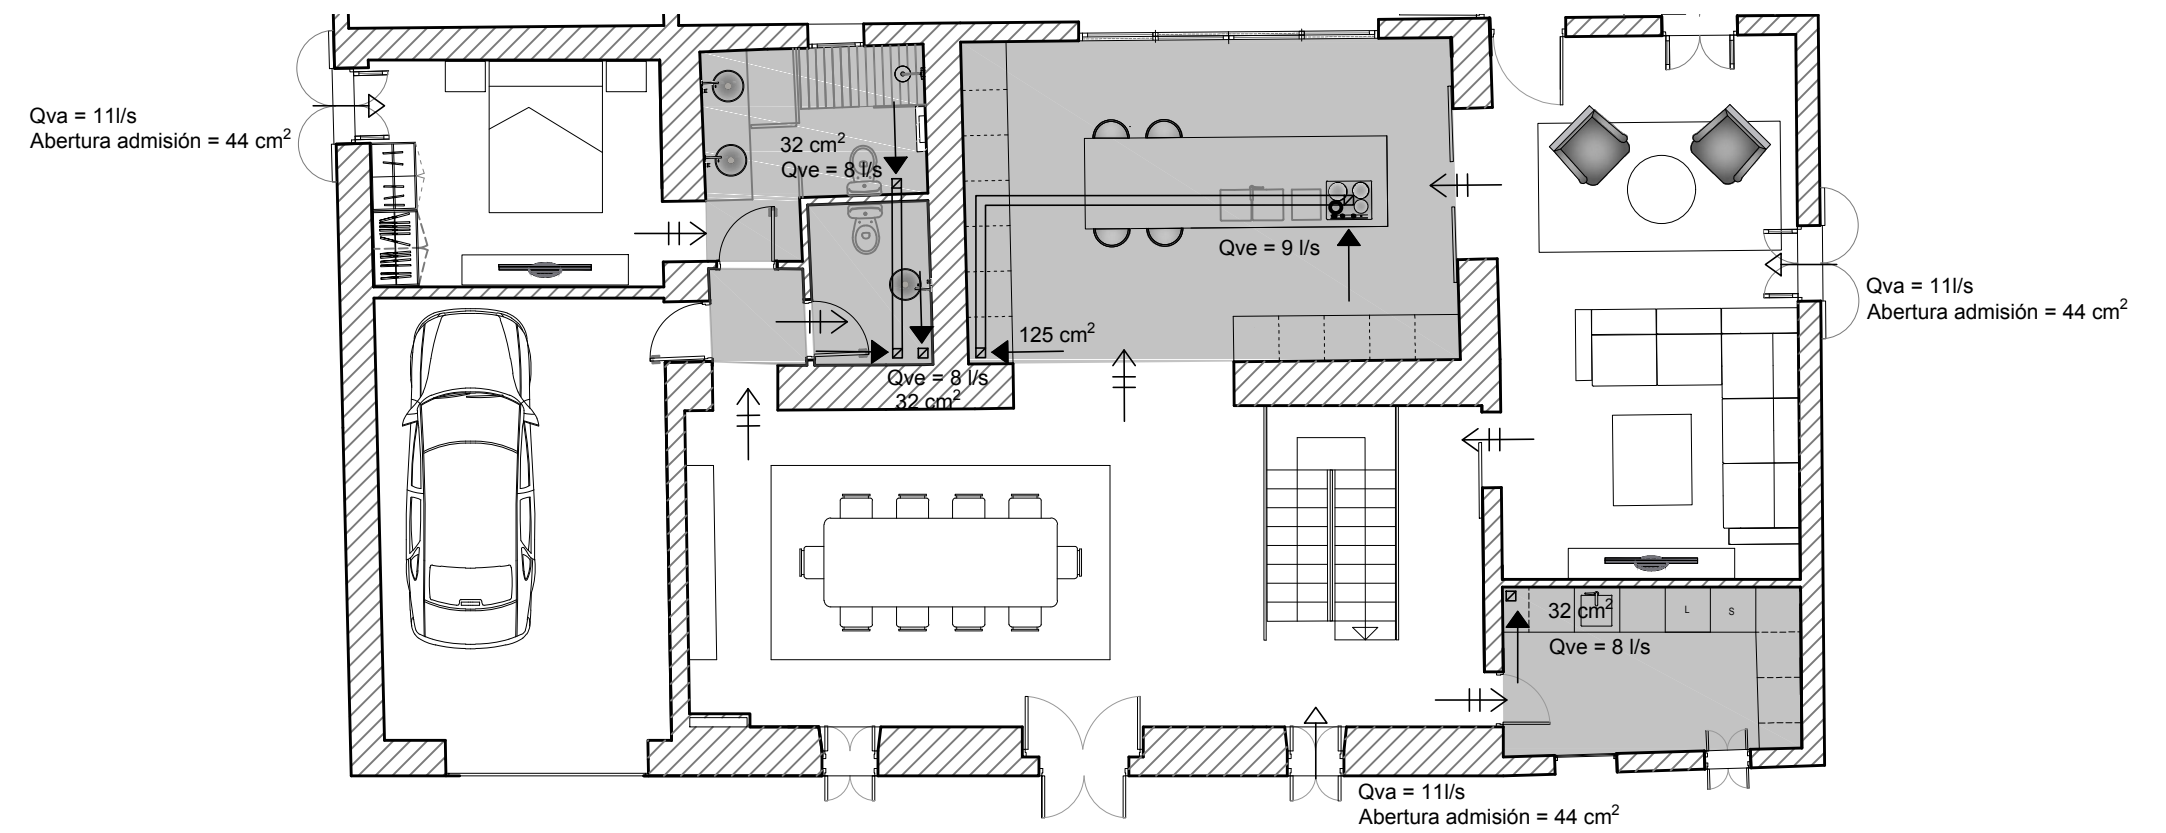 Qva = 11l/s
Abertura admisión = 44 cm²
32 cm²
Qve = 8 l/s
Qve = 9 l/s
125 cm²
Qve = 8 l/s
32 cm²
Qva = 11l/s
Abertura admisión = 44 cm²
32 cm²
L
S
Qve = 8 l/s
Qva = 11l/s
Abertura admisión = 44 cm²